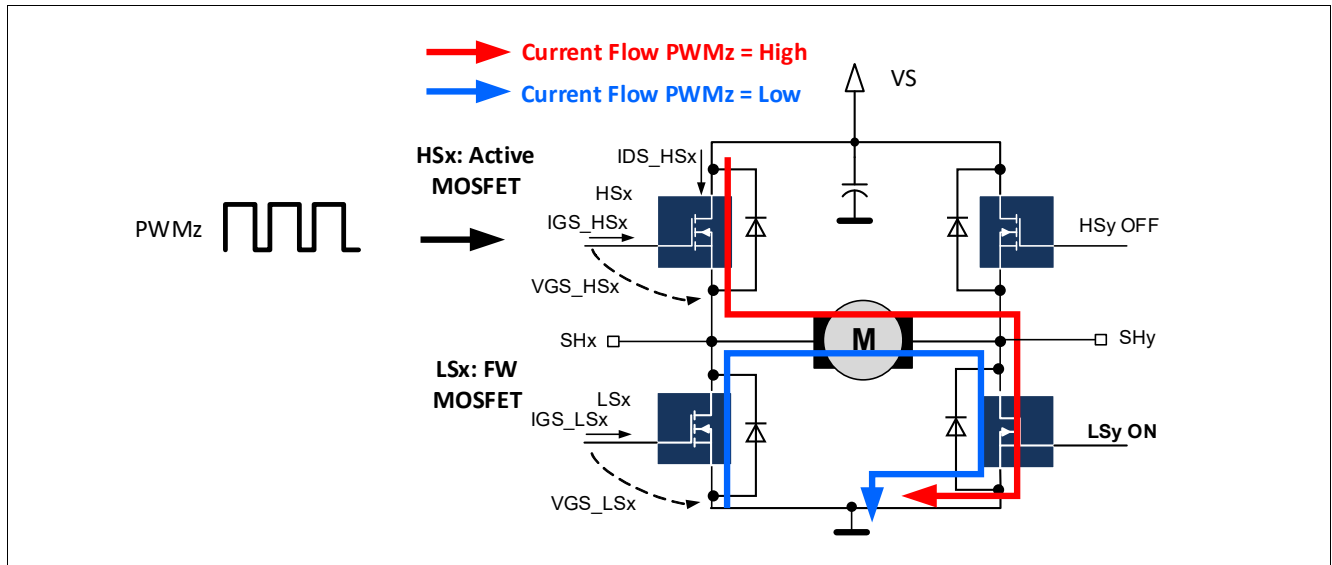 Current Flow PWMz = High
Current Flow PWMz = Low
VS
HSx: Active
MOSFET
IDS_HSx
HSx
PWMz
IGS_HSx
HSy OFF
VGS_HSx
M
SHx
SHy
LSx: FW
MOSFET
LSx
IGS_LSx
LSy ON
VGS_LSx